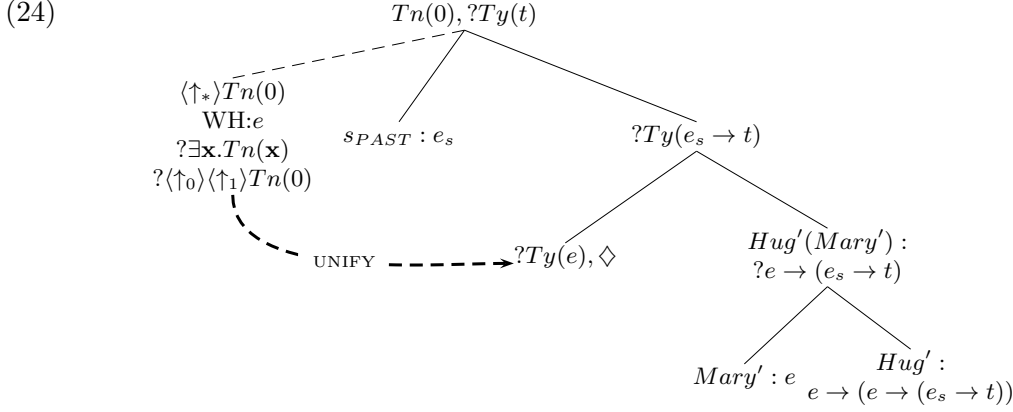 (24)
Tn(0), ?Ty(t)
⟨↑*⟩Tn(0)
WH:e
?∃x.Tn(x)
?⟨↑0⟩⟨↑1⟩Tn(0)
s_PAST : e_s
?Ty(e_s → t)
UNIFY
?Ty(e), ◇
Hug′(Mary′) :
?e → (e_s → t)
Mary′ : e
Hug′ :
e → (e → (e_s → t))